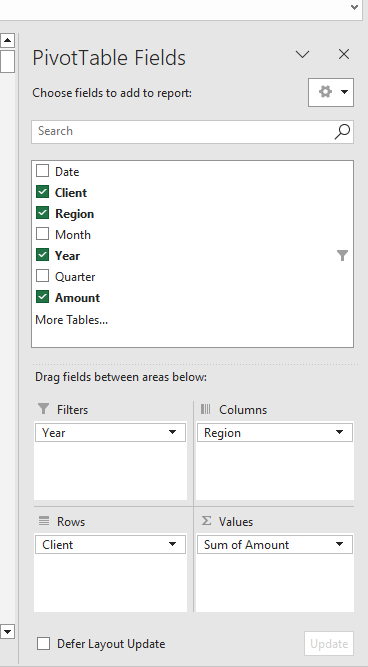 PivotTable Fields
Choose fields to add to report:
Search
Date
Client
Region
Month
Year
Quarter
Amount
More Tables...
Drag fields between areas below:
Filters
Columns
Year
Region
Rows
Values
Client
Sum of Amount
Defer Layout Update
Update